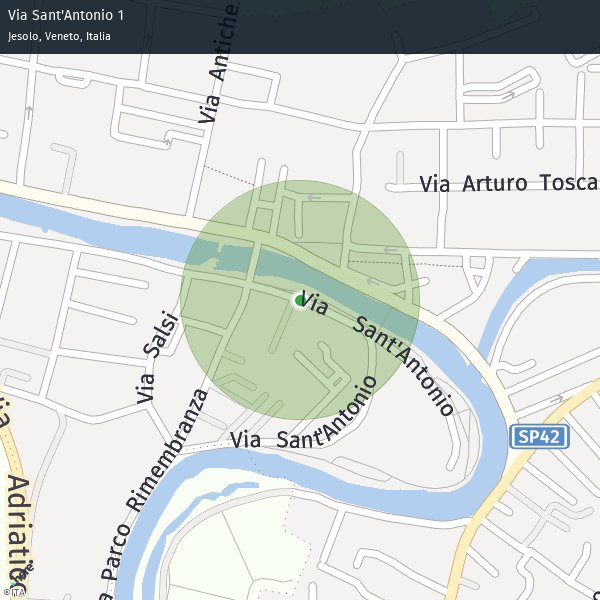 Via Sant'Antonio 1
Jesolo, Veneto, Italia
Via Antiche
Via Arturo Tosca
Via Sant'Antonio
Via Salsi
Via Sant'Antonio
SP42
Parco Rimembranza
Adriatic
©ITA